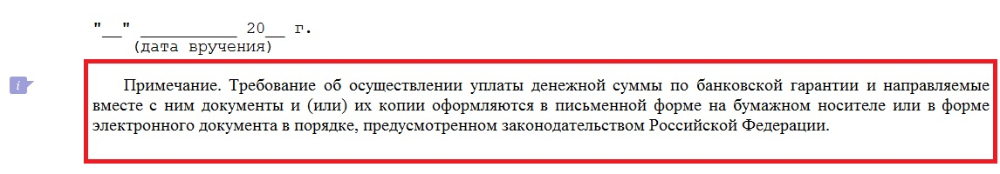 "__" __________ 20__ г.
(дата вручения)
i
Примечание. Требование об осуществлении уплаты денежной суммы по банковской гарантии и направляемые
вместе с ним документы и (или) их копии оформляются в письменной форме на бумажном носителе или в форме
электронного документа в порядке, предусмотренном законодательством Российской Федерации.